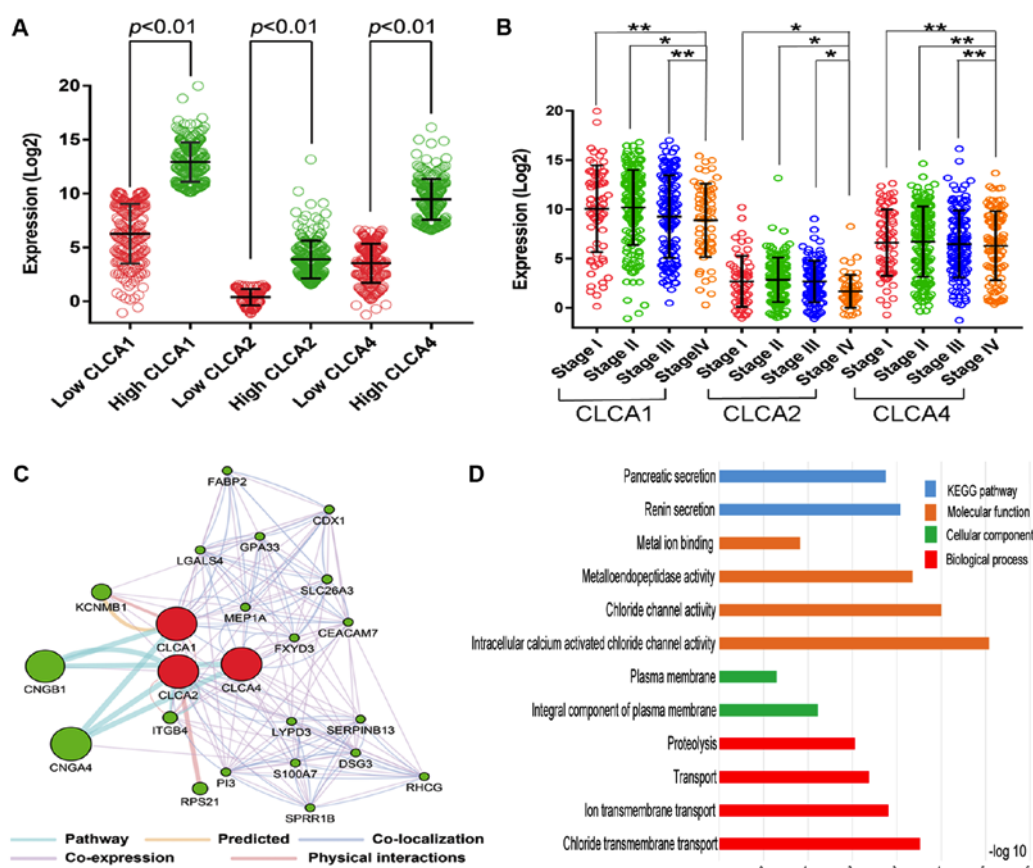 A
p<0.01 p<0.01 p<0.01
Expression (Log2)
20
15
10
5
0
Low CLCA1
High CLCA1
Low CLCA2
High CLCA2
Low CLCA4
High CLCA4
B
** * **
* * **
** * **
Expression (Log2)
20
15
10
5
0
Stage I
Stage II
Stage III
StageIV
Stage I
Stage II
Stage III
Stage IV
Stage I
Stage II
Stage III
Stage IV
CLCA1 CLCA2 CLCA4
C
FABP2
CDX1
GPA33
LGALS4
SLC26A3
KCNMB1
MEP1A
CEACAM7
CLCA1
FXYD3
CNGB1
CLCA2
CLCA4
ITGB4
LYPD3
SERPINB13
CNGA4
DSG3
S100A7
PI3
RHCG
RPS21
SPRR1B
Pathway Predicted Co-localization
Co-expression Physical interactions
D
Pancreatic secretion
Renin secretion
Metal ion binding
Metalloendopeptidase activity
Chloride channel activity
Intracellular calcium activated chloride channel activity
Plasma membrane
Integral component of plasma membrane
Proteolysis
Transport
Ion transmembrane transport
Chloride transmembrane transport
KEGG pathway
Molecular function
Cellular component
Biological process
-log 10